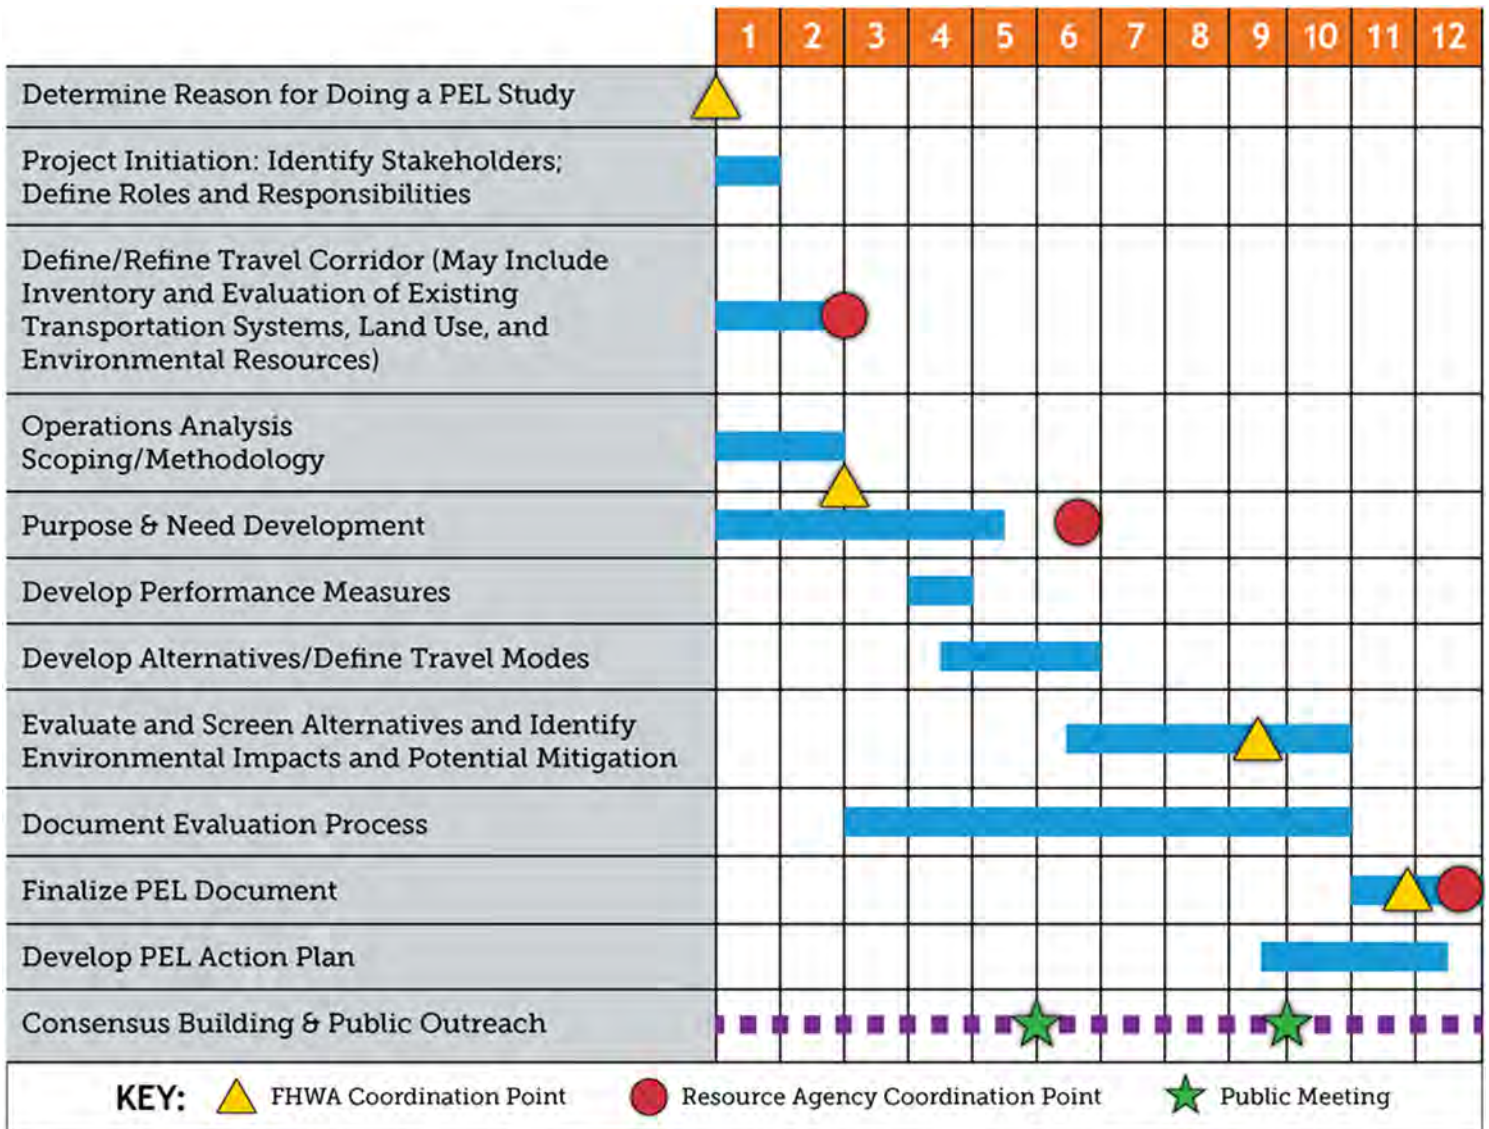 1 2 3 4 5 6 7 8 9 10 11 12
Determine Reason for Doing a PEL Study
Project Initiation: Identify Stakeholders;
Define Roles and Responsibilities
Define/Refine Travel Corridor (May Include
Inventory and Evaluation of Existing
Transportation Systems, Land Use, and
Environmental Resources)
Operations Analysis
Scoping/Methodology
Purpose & Need Development
Develop Performance Measures
Develop Alternatives/Define Travel Modes
Evaluate and Screen Alternatives and Identify
Environmental Impacts and Potential Mitigation
Document Evaluation Process
Finalize PEL Document
Develop PEL Action Plan
Consensus Building & Public Outreach
KEY: FHWA Coordination Point Resource Agency Coordination Point Public Meeting